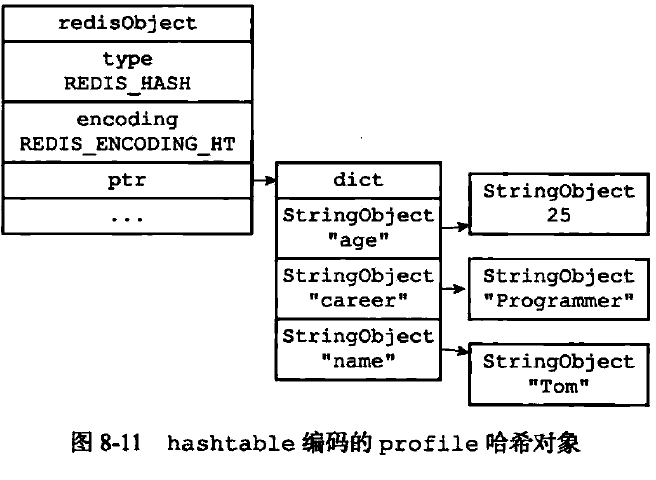 redisObject
type
REDIS_HASH
encoding
REDIS_ENCODING_HT
ptr
...
dict
StringObject
"age"
StringObject
"career"
StringObject
"name"
StringObject
25
StringObject
"Programmer"
StringObject
"Tom"
图 8-11 hashtable 编码的 profile 哈希对象